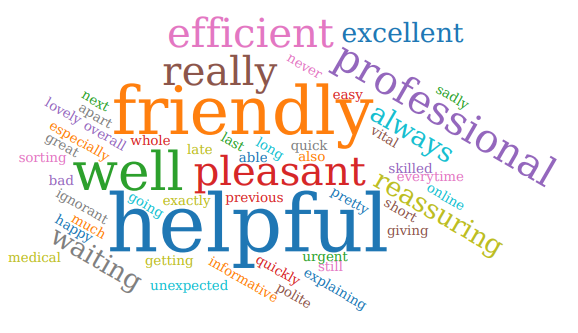 efficient
excellent
really
never
professional
friendly
easy
sadly
next
apart
lovely
overall
especially
great
whole
late
last
long
quick
also
able
always
vital
sorting
well
pleasant
skilled
everytime
bad
ignorant
going
exactly
previous
pretty
reassuring
online
short
much
happy
helpful
giving
waiting
medical
getting
informative
quickly
urgent
still
explaining
polite
unexpected